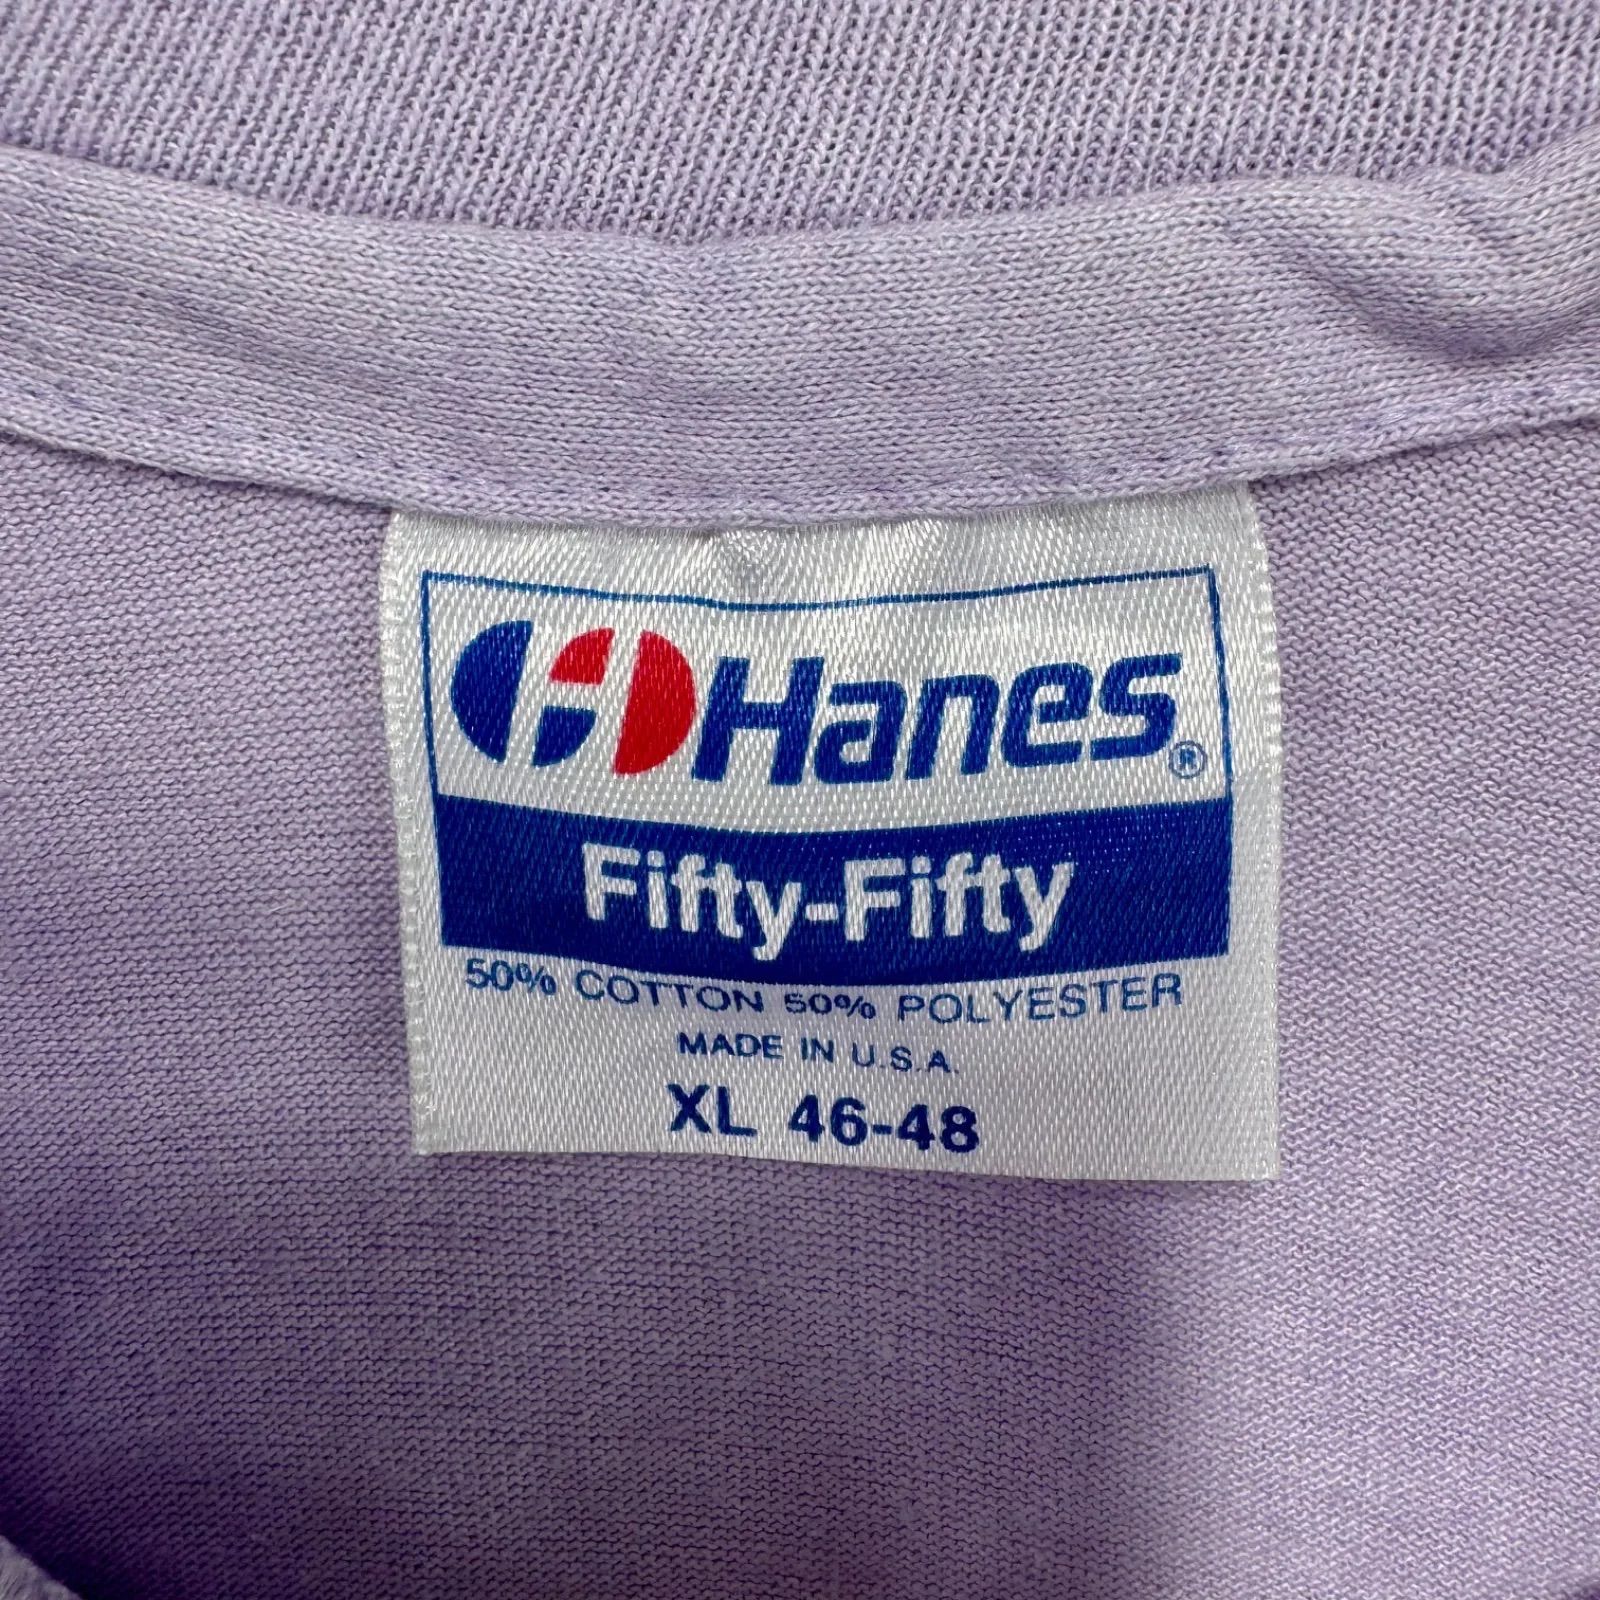 Hanes®
Fifty-Fifty
50% COTTON 50% POLYESTER
MADE IN U.S.A.
XL 46-48